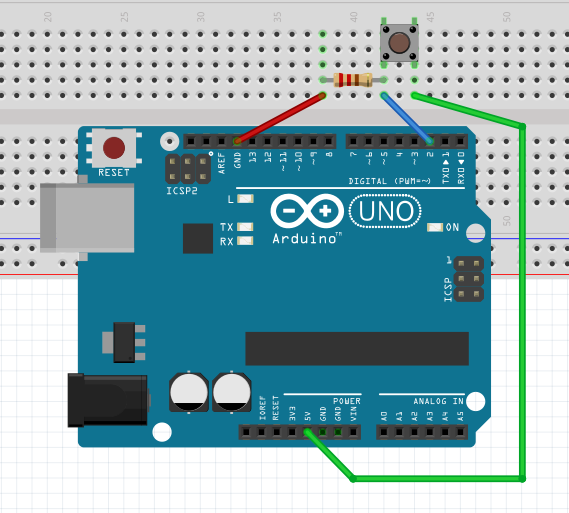 20 25 30 35 40 45 50
RESET
ICSP2
AREF
GND
13
12
~11
~10
~9
8
7
~6
~5
4
~3
2
TXD►1
RXD◄0
DIGITAL (PWM=~)
L
TX
RX
UNO
Arduino™
ON
50
1
ICSP
POWER
ANALOG IN
IOREF
RESET
3V3
5V
GND
GND
VIN
A0
A1
A2
A3
A4
A5